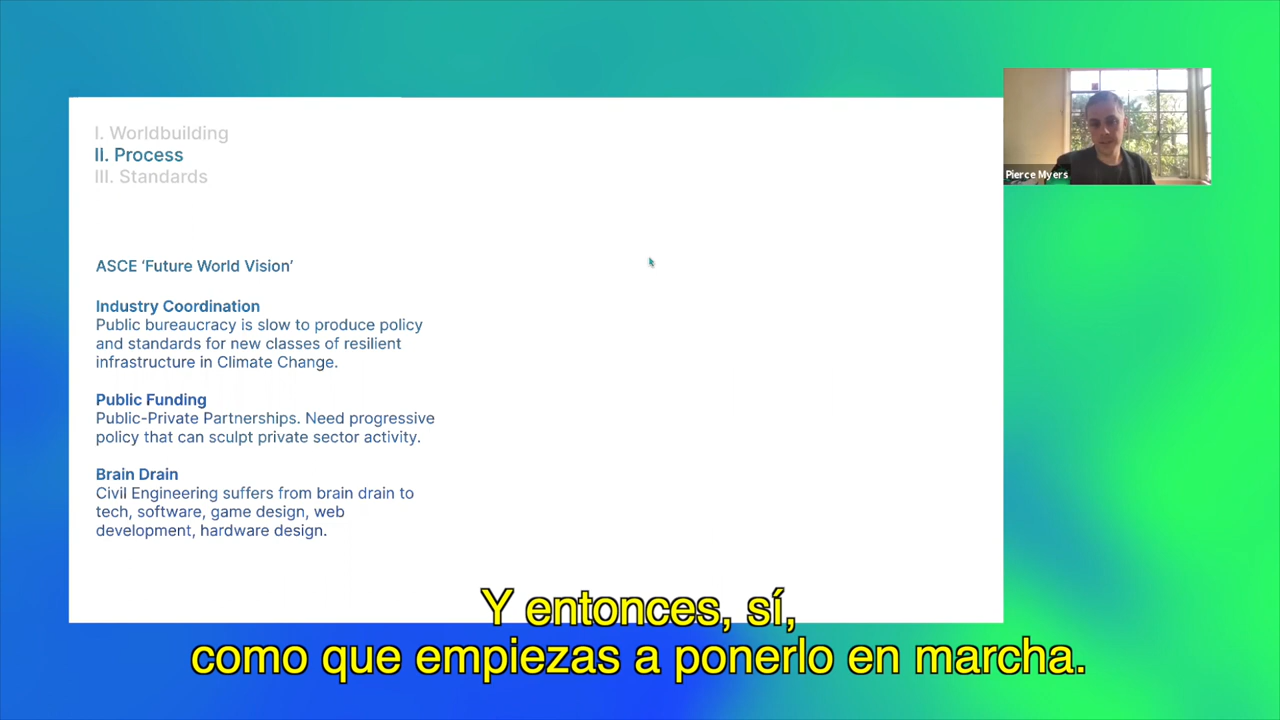 I. Worldbuilding
II. Process
III. Standards
ASCE ‘Future World Vision’
Industry Coordination
Public bureaucracy is slow to produce policy
and standards for new classes of resilient
infrastructure in Climate Change.
Public Funding
Public-Private Partnerships. Need progressive
policy that can sculpt private sector activity.
Brain Drain
Civil Engineering suffers from brain drain to
tech, software, game design, web
development, hardware design.
Pierce Myers
Y entonces, sí,
como que empiezas a ponerlo en marcha.